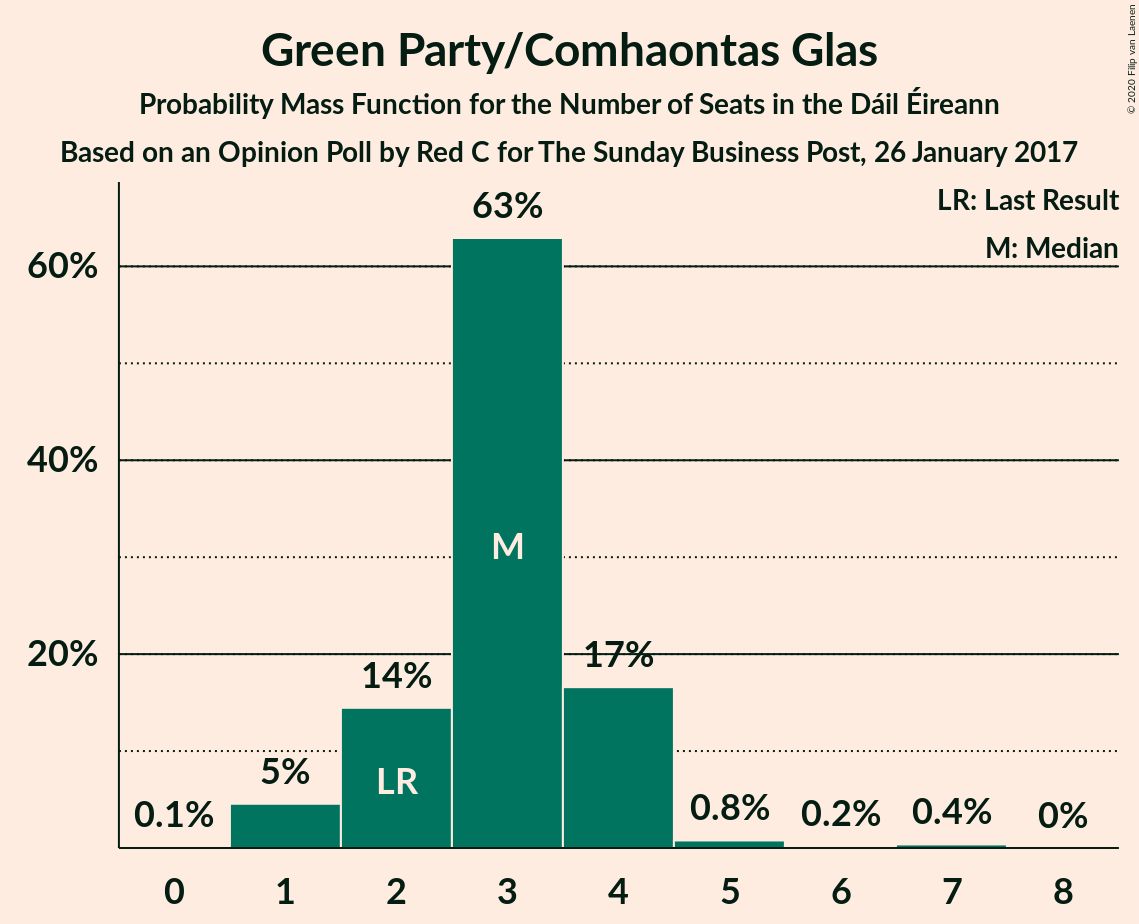 Green Party/Comhaontas Glas
Probability Mass Function for the Number of Seats in the Dáil Éireann
Based on an Opinion Poll by Red C for The Sunday Business Post, 26 January 2017
© 2020 Filip van Laenen
LR: Last Result
M: Median
60%
40%
20%
0.1%
5%
14%
63%
17%
0.8%
0.2%
0.4%
0%
LR
M
0
1
2
3
4
5
6
7
8